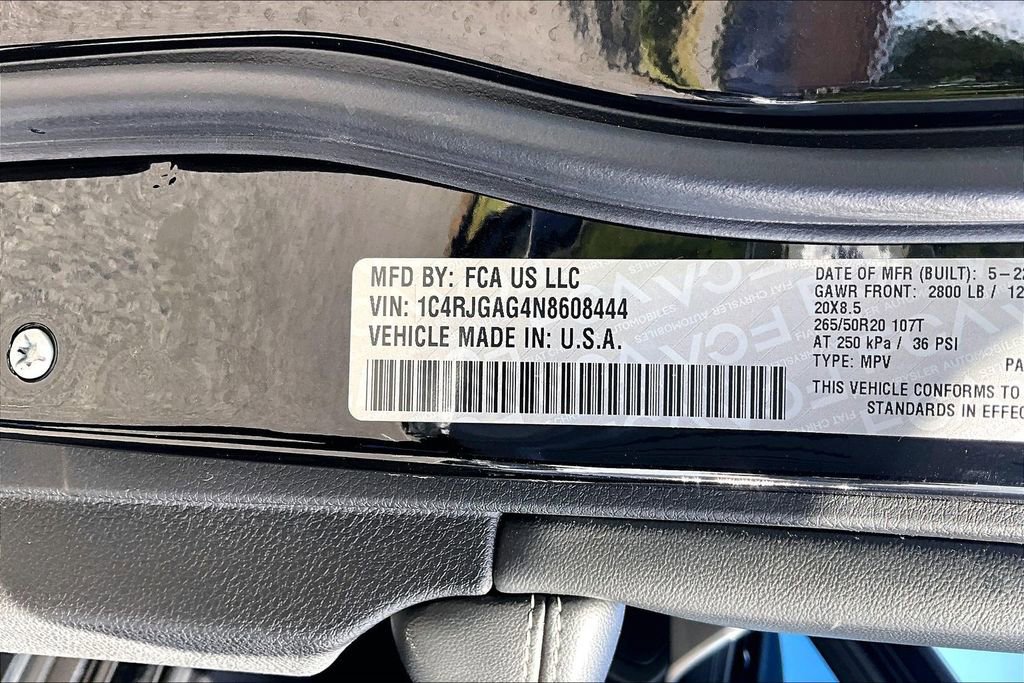 MFD BY: FCA US LLC
VIN: 1C4RJGAG4N8608444
VEHICLE MADE IN: U.S.A.
DATE OF MFR (BUILT): 5-22
GAWR FRONT: 2800 LB / 12
20X8.5
265/50R20 107T
AT 250 kPa / 36 PSI
TYPE: MPV PA
THIS VEHICLE CONFORMS TO
STANDARDS IN EFFEC